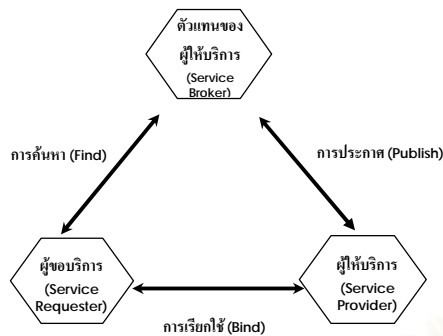 ตัวแทนของ
ผู้ให้บริการ
(Service
Broker)
การค้นหา (Find)
การประกาศ (Publish)
ผู้ขอบริการ
(Service
Requester)
ผู้ให้บริการ
(Service
Provider)
การเรียกใช้ (Bind)